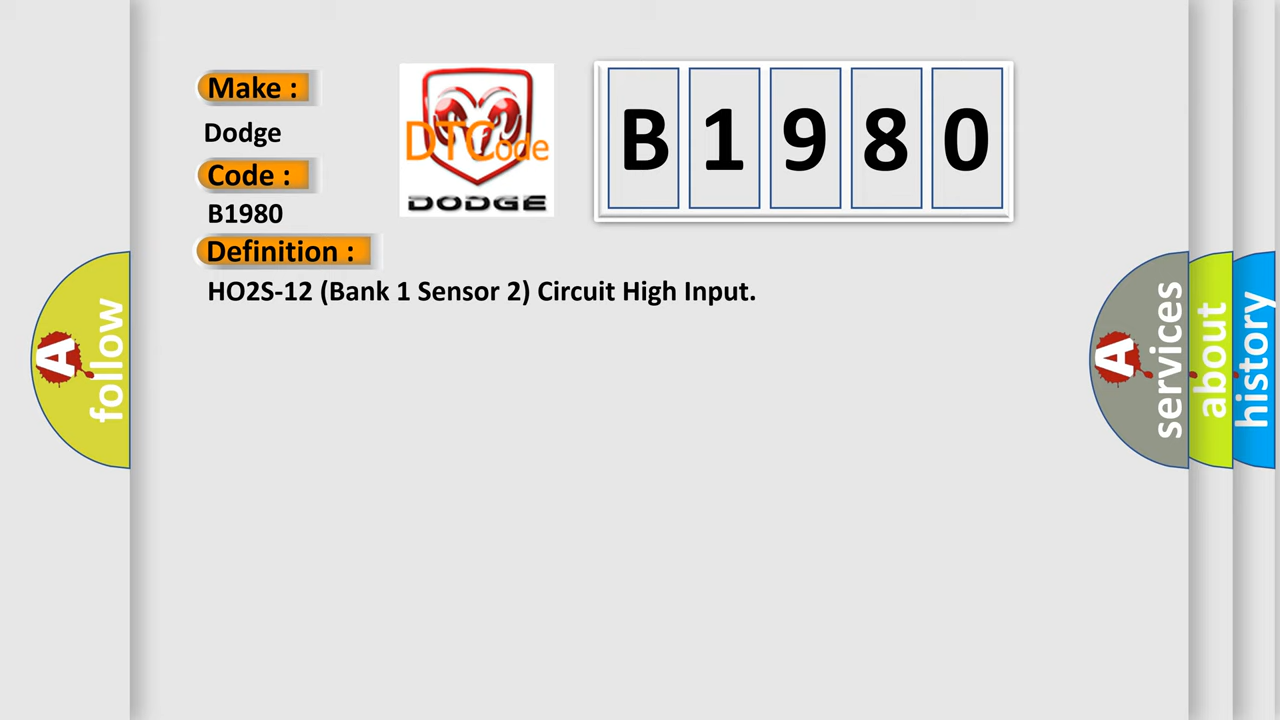 Make :
Dodge
Code :
B1980
Definition :
HO2S-12 (Bank 1 Sensor 2) Circuit High Input.
DTCode
DODGE
B1980
A follow
A services
about
history